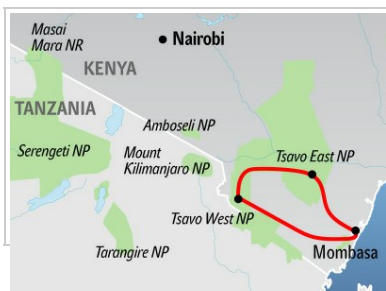 Masai
Mara NR
Nairobi
KENYA
TANZANIA
Amboseli NP
Serengeti NP
Mount
Kilimanjaro NP
Tsavo East NP
Tsavo West NP
Tarangire NP
Mombasa